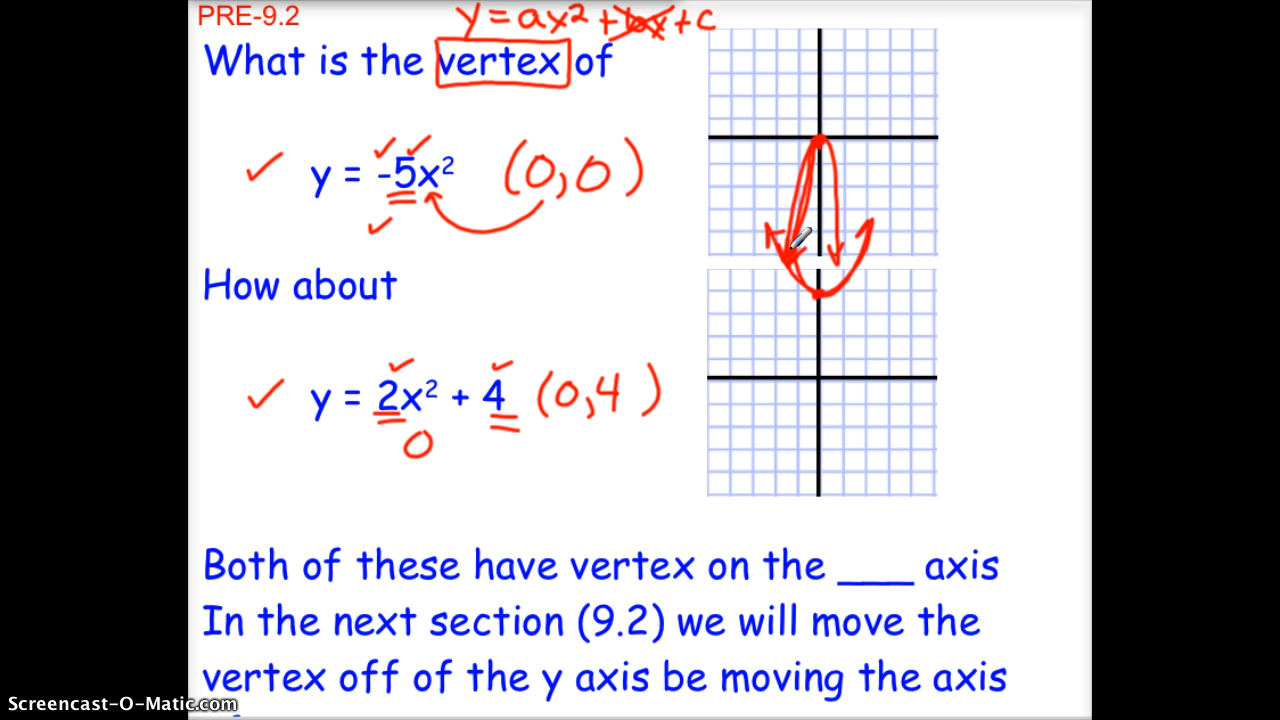 PRE-9.2
y = ax² + bx + c
What is the vertex of
y = -5x² (0,0)
How about
y = 2x² + 4 (0,4)
0
Both of these have vertex on the ___ axis
In the next section (9.2) we will move the
vertex off of the y axis be moving the axis
Screencast-O-Matic.com